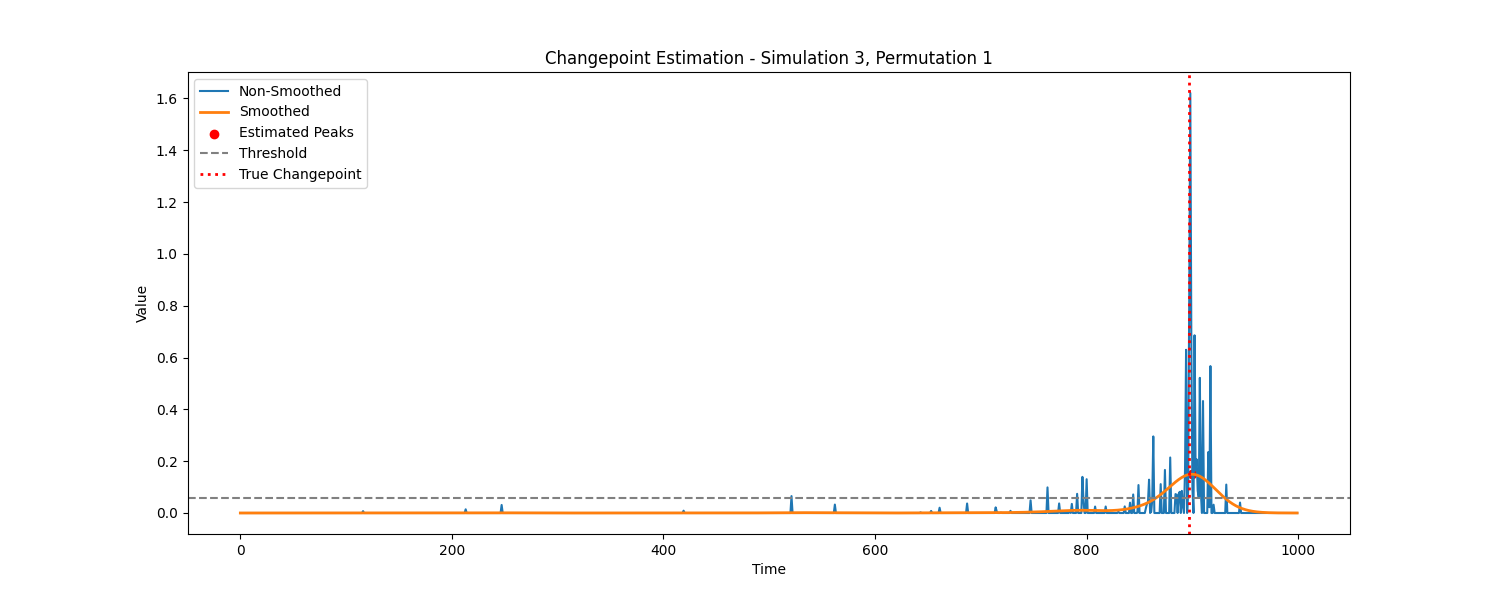 Changepoint Estimation - Simulation 3, Permutation 1
Non-Smoothed
Smoothed
Estimated Peaks
Threshold
True Changepoint
1.6
1.4
1.2
1.0
0.8
0.6
0.4
0.2
0.0
Value
0 200 400 600 800 1000
Time